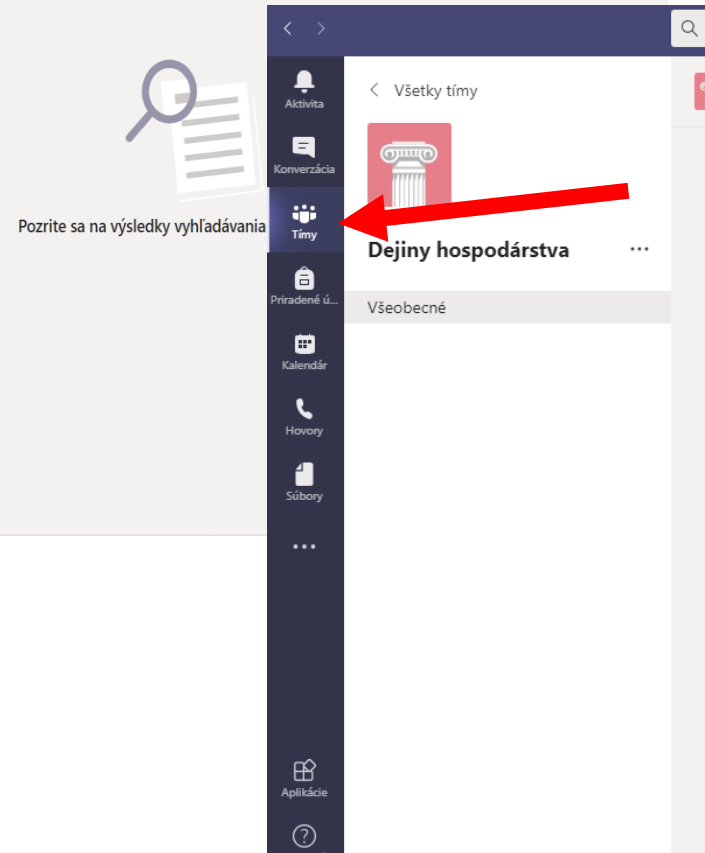 Pozrite sa na výsledky vyhľadávania
Aktivita
Konverzácia
Tímy
Priradené ú...
Kalendár
Hovory
Súbory
Aplikácie
Všetky tímy
Dejiny hospodárstva
Všeobecné